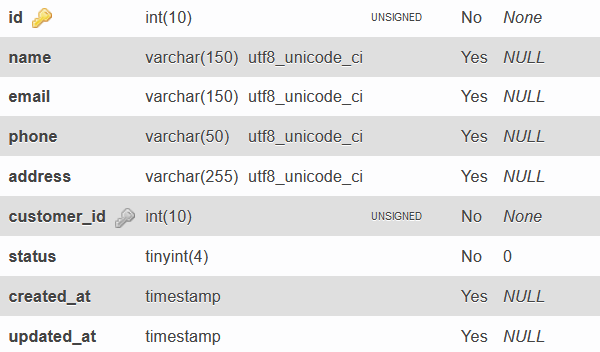 id int(10) UNSIGNED No None
name varchar(150) utf8_unicode_ci Yes NULL
email varchar(150) utf8_unicode_ci Yes NULL
phone varchar(50) utf8_unicode_ci Yes NULL
address varchar(255) utf8_unicode_ci Yes NULL
customer_id int(10) UNSIGNED No None
status tinyint(4) No 0
created_at timestamp Yes NULL
updated_at timestamp Yes NULL